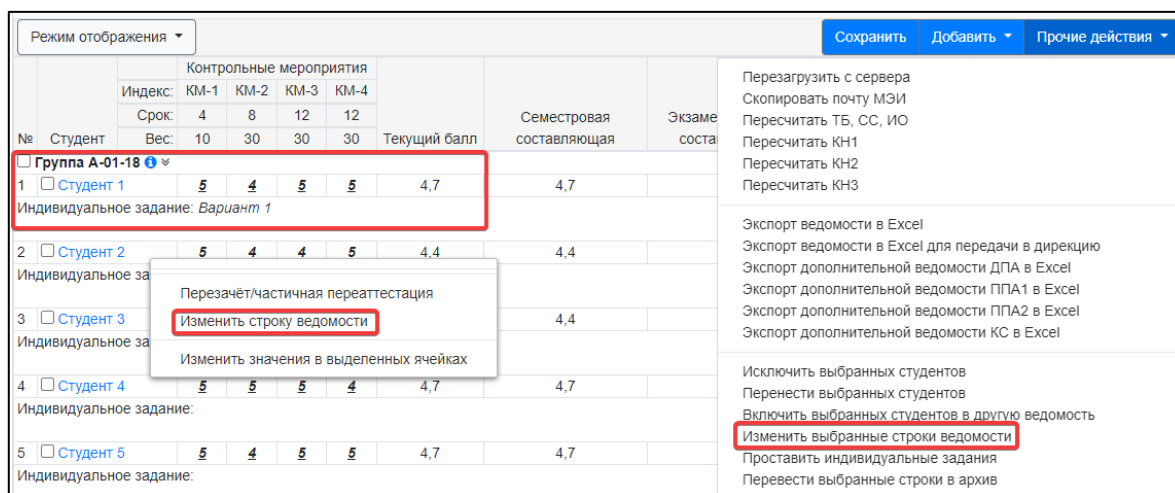 Режим отображения
Сохранить Добавить Прочие действия
Контрольные мероприятия
Индекс: КМ-1 КМ-2 КМ-3 КМ-4
Срок: 4 8 12 12 Семестровая Экзаме
№ Студент Вес: 10 30 30 30 Текущий балл составляющая соста
Группа А-01-18
1 Студент 1 5 4 5 5 4,7 4,7
Индивидуальное задание: Вариант 1
2 Студент 2 5 4 4 5 4,4 4,4
Индивидуальное за
3 Студент 3 4,4
Индивидуальное за
4 Студент 4 5 5 5 4 4,7 4,7
Индивидуальное задание:
5 Студент 5 5 4 5 5 4,7 4,7
Индивидуальное задание:
Перезачёт/частичная переаттестация
Изменить строку ведомости
Изменить значения в выделенных ячейках
Перезагрузить с сервера
Скопировать почту МЭИ
Пересчитать ТБ, СС, ИО
Пересчитать КН1
Пересчитать КН2
Пересчитать КН3
Экспорт ведомости в Excel
Экспорт ведомости в Excel для передачи в дирекцию
Экспорт дополнительной ведомости ДПА в Excel
Экспорт дополнительной ведомости ППА1 в Excel
Экспорт дополнительной ведомости ППА2 в Excel
Экспорт дополнительной ведомости КС в Excel
Исключить выбранных студентов
Перенести выбранных студентов
Включить выбранных студентов в другую ведомость
Изменить выбранные строки ведомости
Проставить индивидуальные задания
Перевести выбранные строки в архив